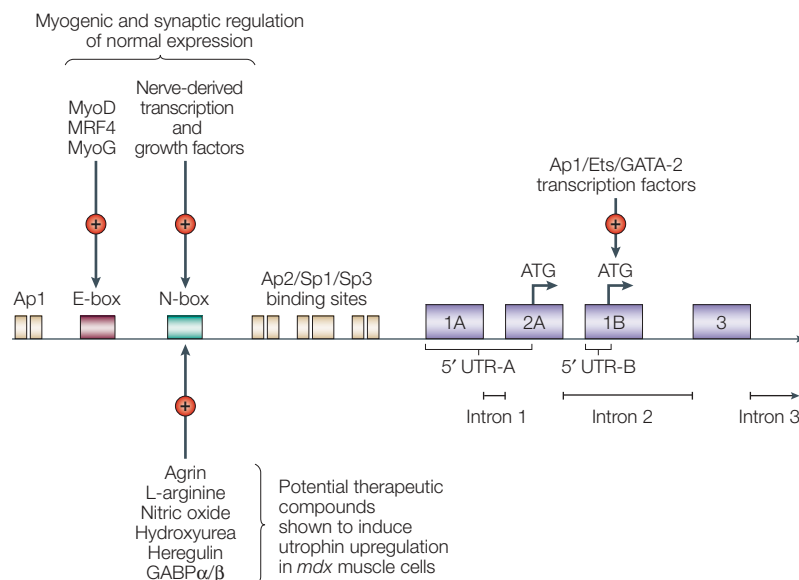 Myogenic and synaptic regulation
of normal expression
MyoD
MRF4
MyoG
Nerve-derived
transcription
and
growth factors
Ap1/Ets/GATA-2
transcription factors
+
+
+
Ap1
E-box
N-box
Ap2/Sp1/Sp3
binding sites
ATG
ATG
1A
2A
1B
3
5′ UTR-A
5′ UTR-B
Intron 1
Intron 2
Intron 3
+
Agrin
L-arginine
Nitric oxide
Hydroxyurea
Heregulin
GABPα/β
Potential therapeutic
compounds
shown to induce
utrophin upregulation
in mdx muscle cells